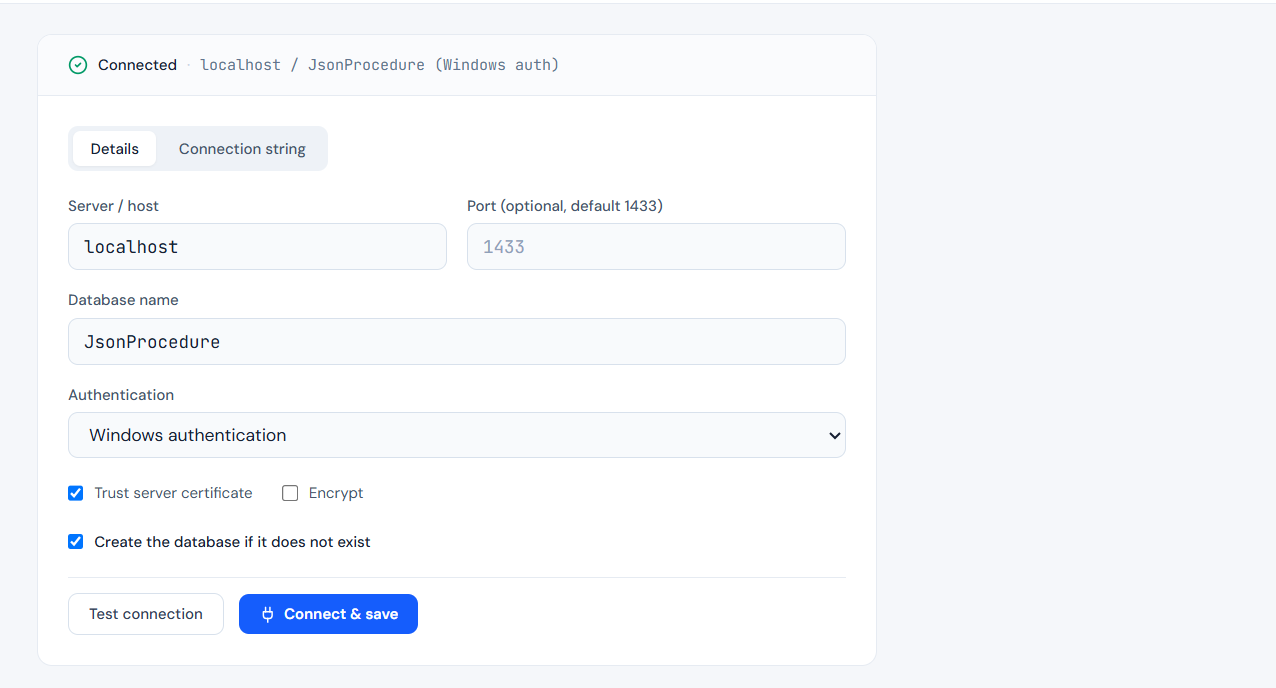 Connected · localhost / JsonProcedure (Windows auth)
Details Connection string
Server / host Port (optional, default 1433)
localhost 1433
Database name
JsonProcedure
Authentication
Windows authentication
Trust server certificate Encrypt
Create the database if it does not exist
Test connection Connect & save